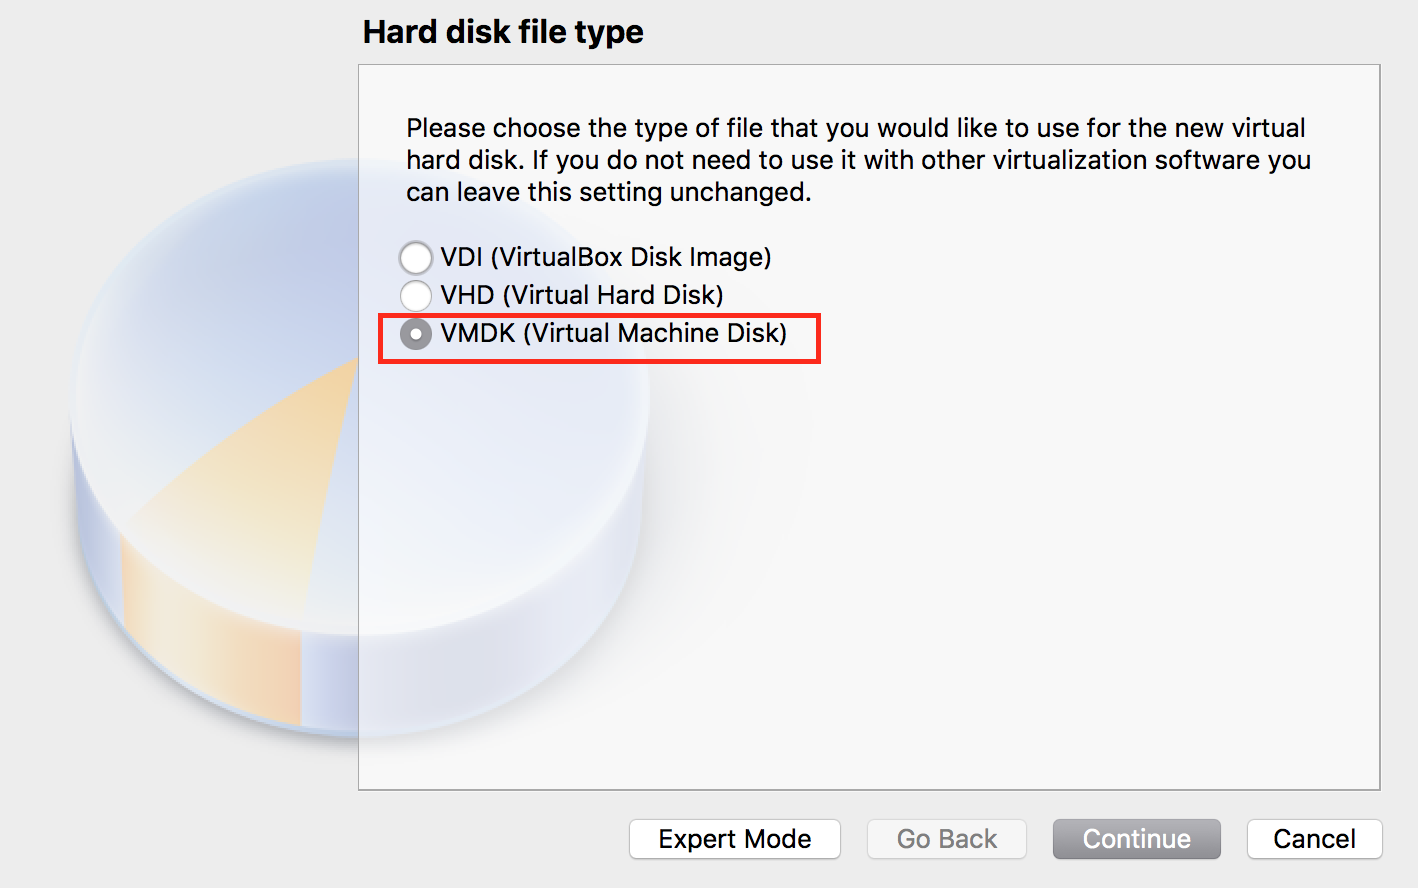 Hard disk file type
Please choose the type of file that you would like to use for the new virtual
hard disk. If you do not need to use it with other virtualization software you
can leave this setting unchanged.
VDI (VirtualBox Disk Image)
VHD (Virtual Hard Disk)
VMDK (Virtual Machine Disk)
Expert Mode
Go Back
Continue
Cancel